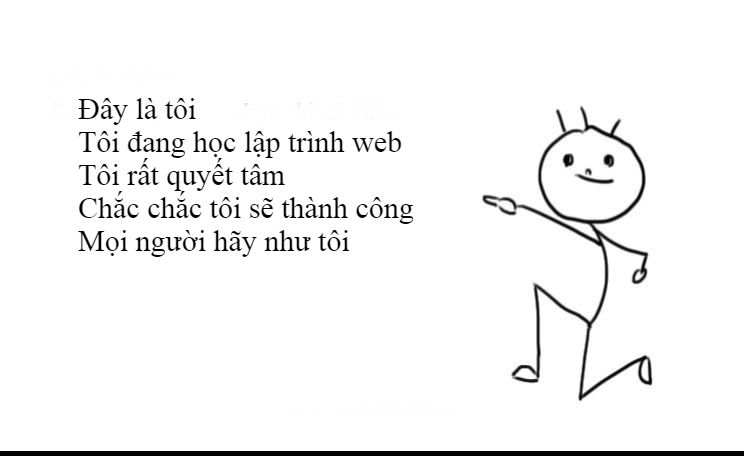 Đây là tôi
Tôi đang học lập trình web
Tôi rất quyết tâm
Chắc chắc tôi sẽ thành công
Mọi người hãy như tôi